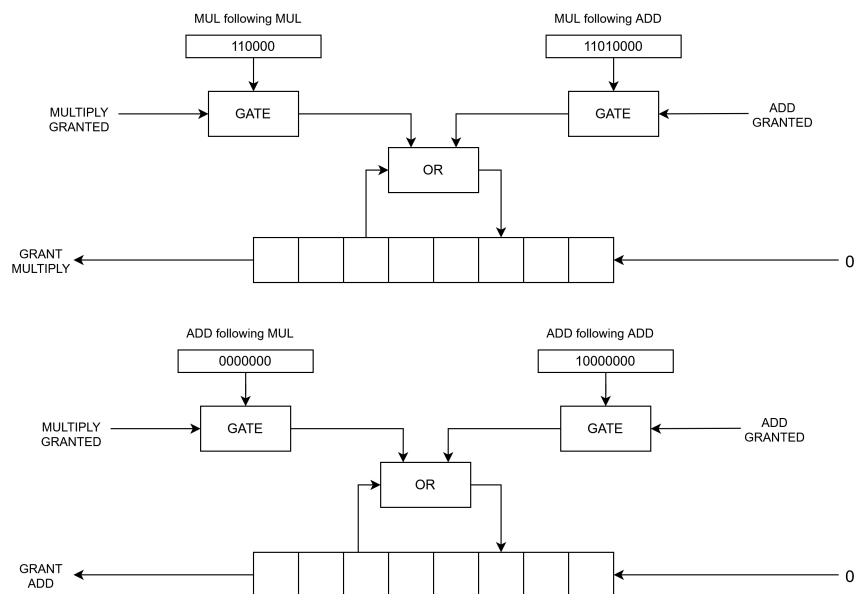 MUL following MUL
MUL following ADD
110000
11010000
MULTIPLY
GRANTED
GATE
GATE
ADD
GRANTED
OR
GRANT
MULTIPLY
0
ADD following MUL
ADD following ADD
0000000
10000000
MULTIPLY
GRANTED
GATE
GATE
ADD
GRANTED
OR
GRANT
ADD
0